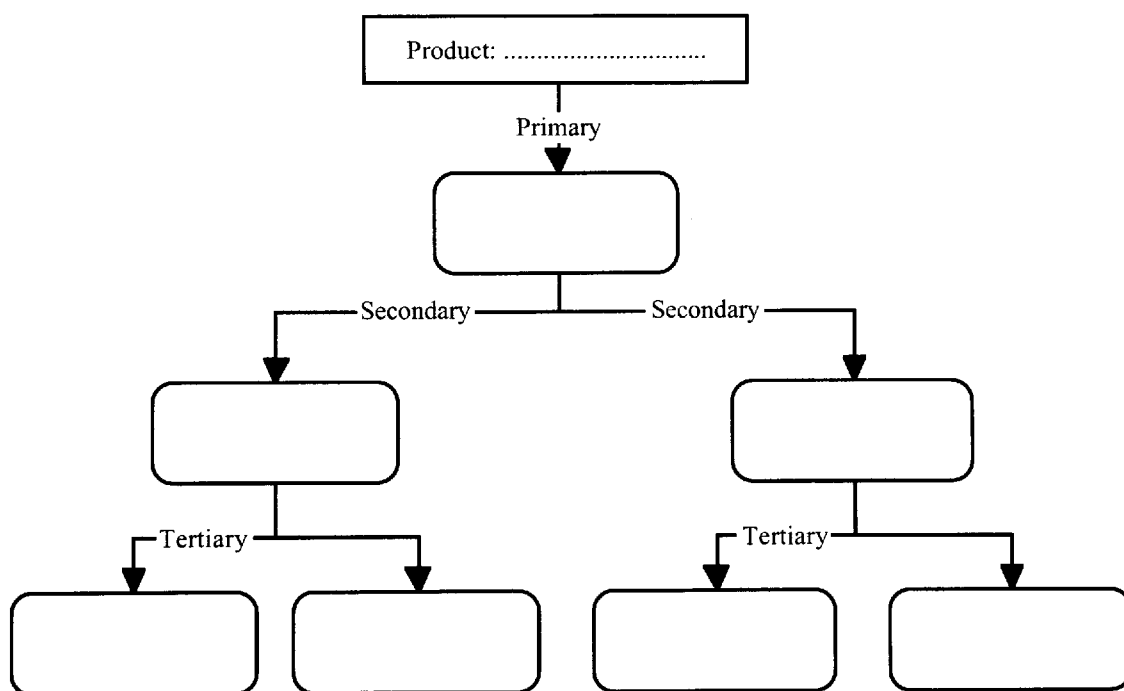 Product: ...............................
Primary
Secondary Secondary
Tertiary Tertiary